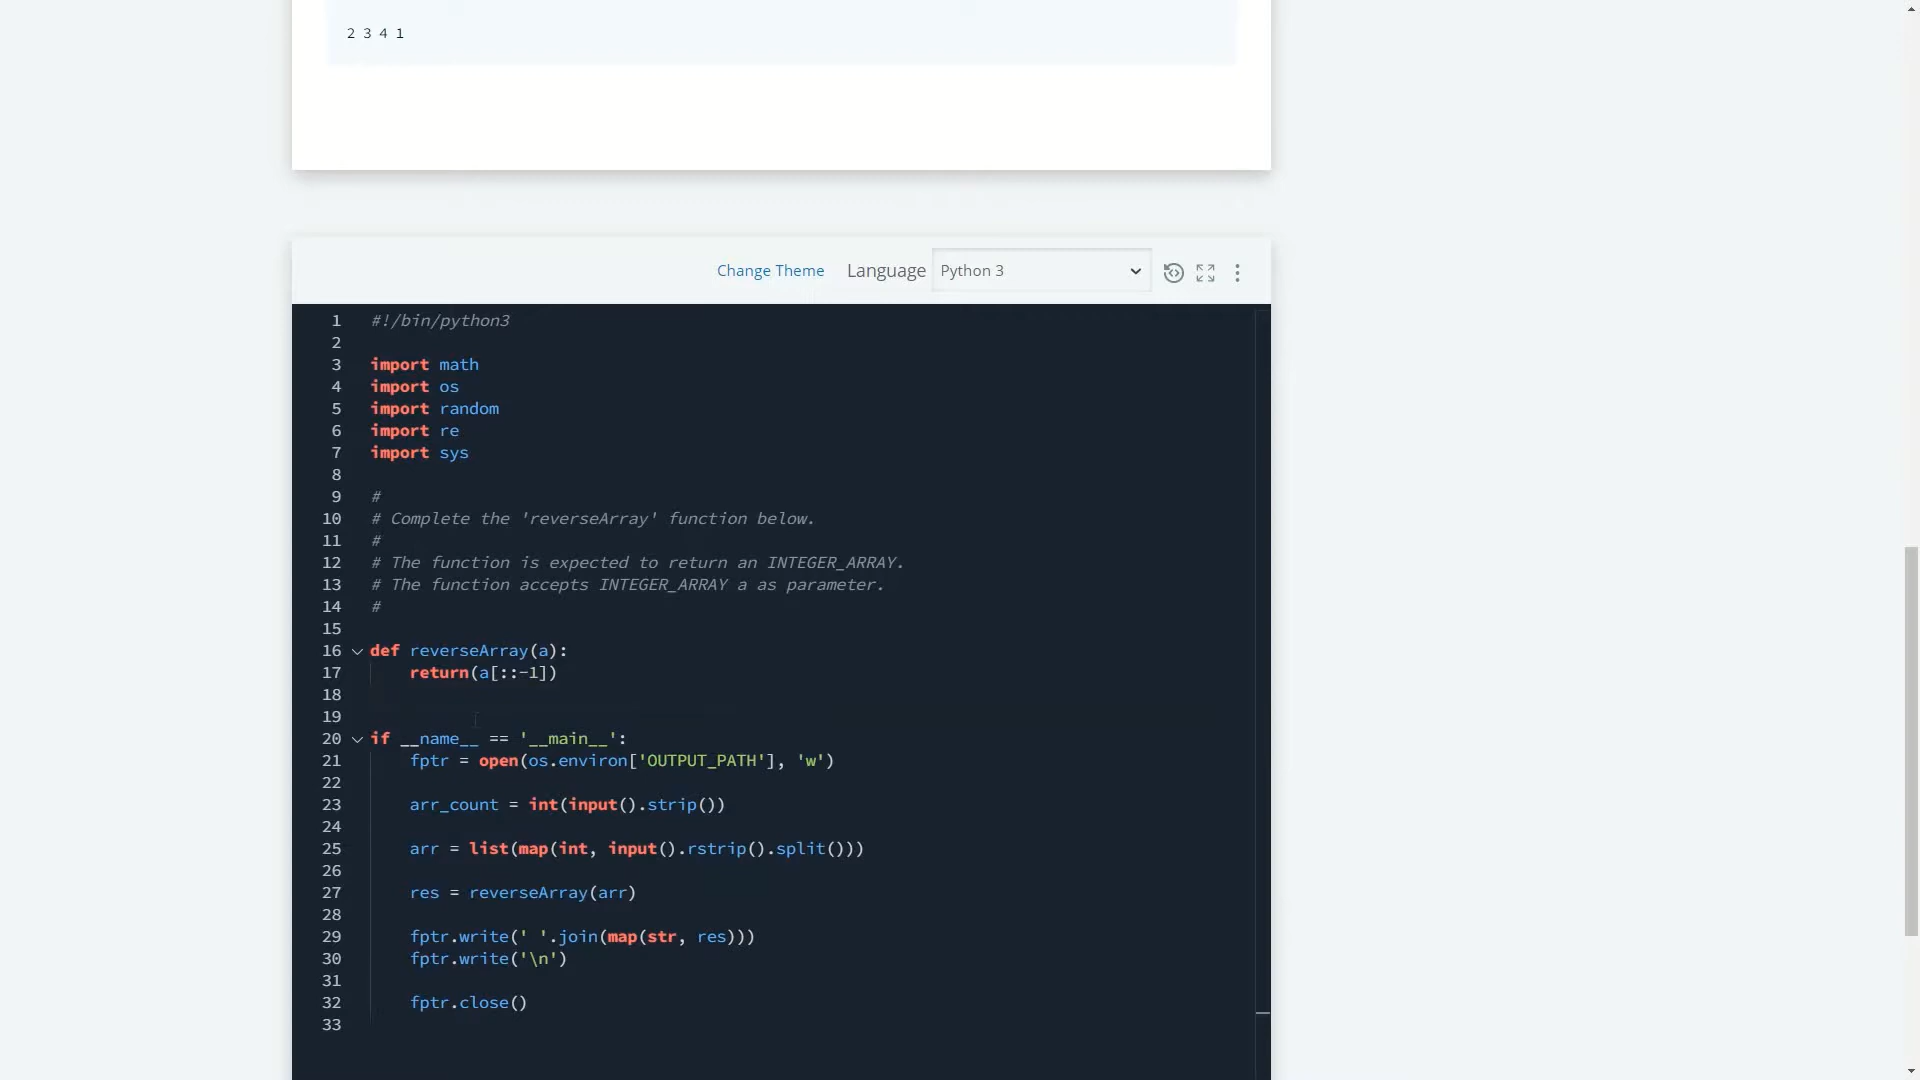 2 3 4 1
Change Theme Language Python 3
1 #!/bin/python3
2
3 import math
4 import os
5 import random
6 import re
7 import sys
8
9 #
10 # Complete the 'reverseArray' function below.
11 #
12 # The function is expected to return an INTEGER_ARRAY.
13 # The function accepts INTEGER_ARRAY a as parameter.
14 #
15
16 def reverseArray(a):
17     return(a[::-1])
18
19
20 if __name__ == '__main__':
21     fptr = open(os.environ['OUTPUT_PATH'], 'w')
22
23     arr_count = int(input().strip())
24
25     arr = list(map(int, input().rstrip().split()))
26
27     res = reverseArray(arr)
28
29     fptr.write(' '.join(map(str, res)))
30     fptr.write('\n')
31
32     fptr.close()
33